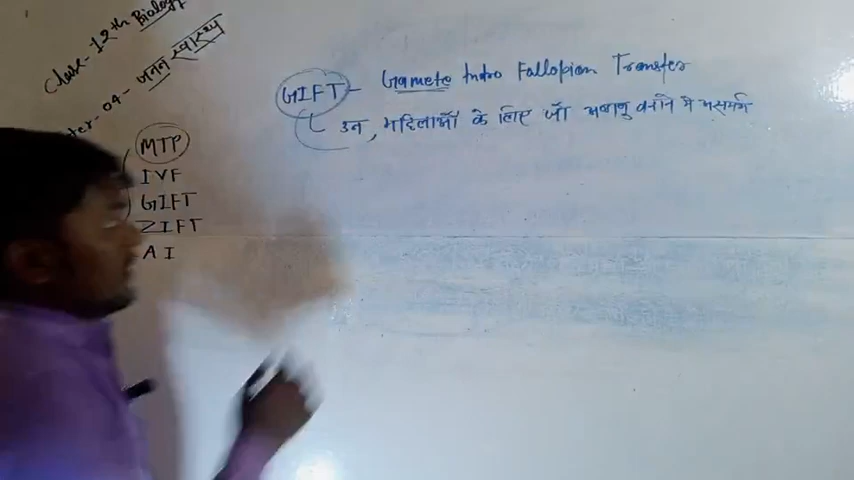 Class- 12th Biology
ter- 04- जनन स्वास्थ्य
MTP
IVF
GIFT
ZIFT
AI
GIFT - Gamete Intro Fallopian Transfer
उन, महिलाओँ के लिए जो अण्डाणु बनाने मे असमर्थ